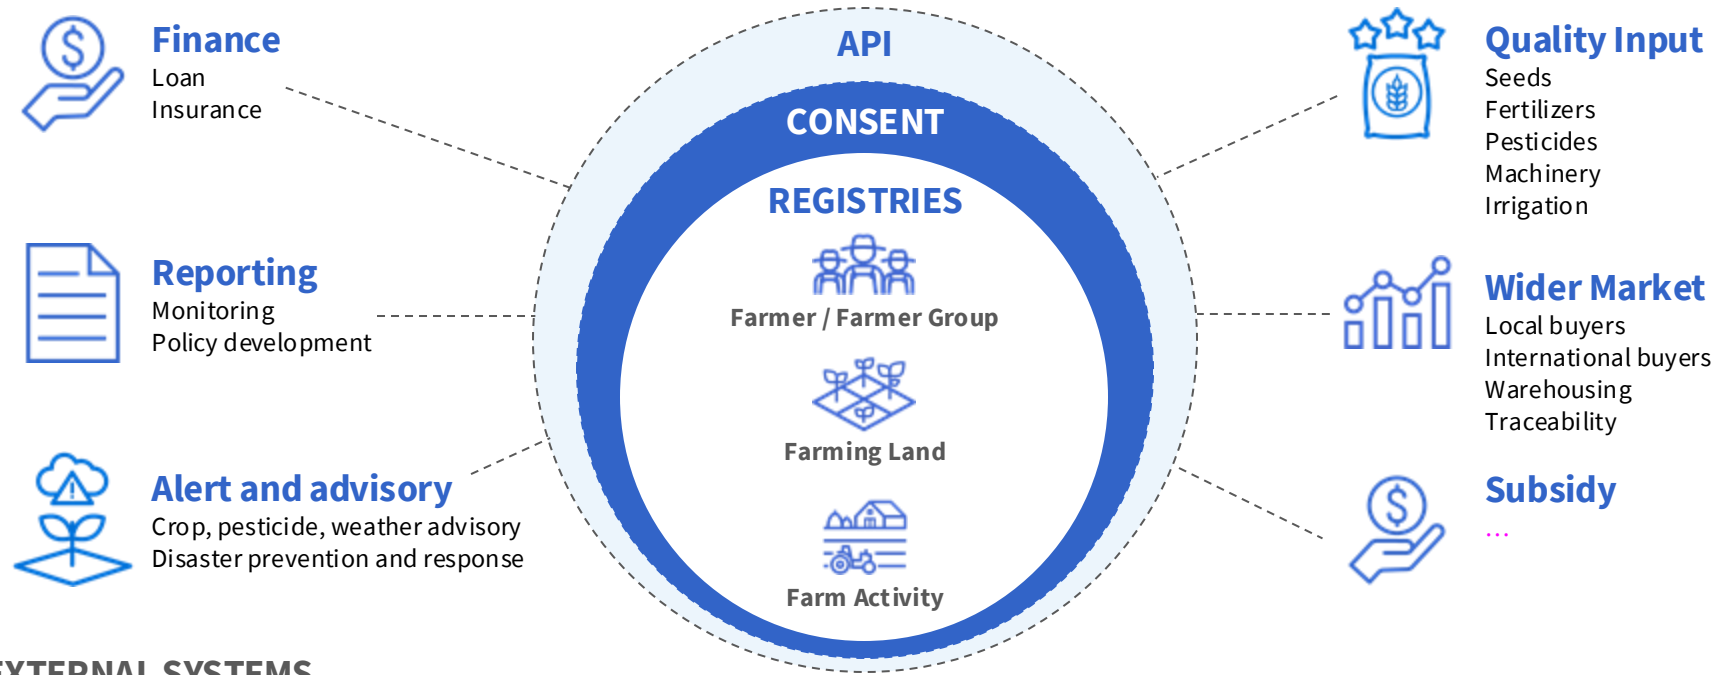 Finance
Loan
Insurance
Reporting
Monitoring
Policy development
Alert and advisory
Crop, pesticide, weather advisory
Disaster prevention and response
API
CONSENT
REGISTRIES
Farmer / Farmer Group
Farming Land
Farm Activity
Quality Input
Seeds
Fertilizers
Pesticides
Machinery
Irrigation
Wider Market
Local buyers
International buyers
Warehousing
Traceability
Subsidy
...
EXTERNAL SYSTEMS